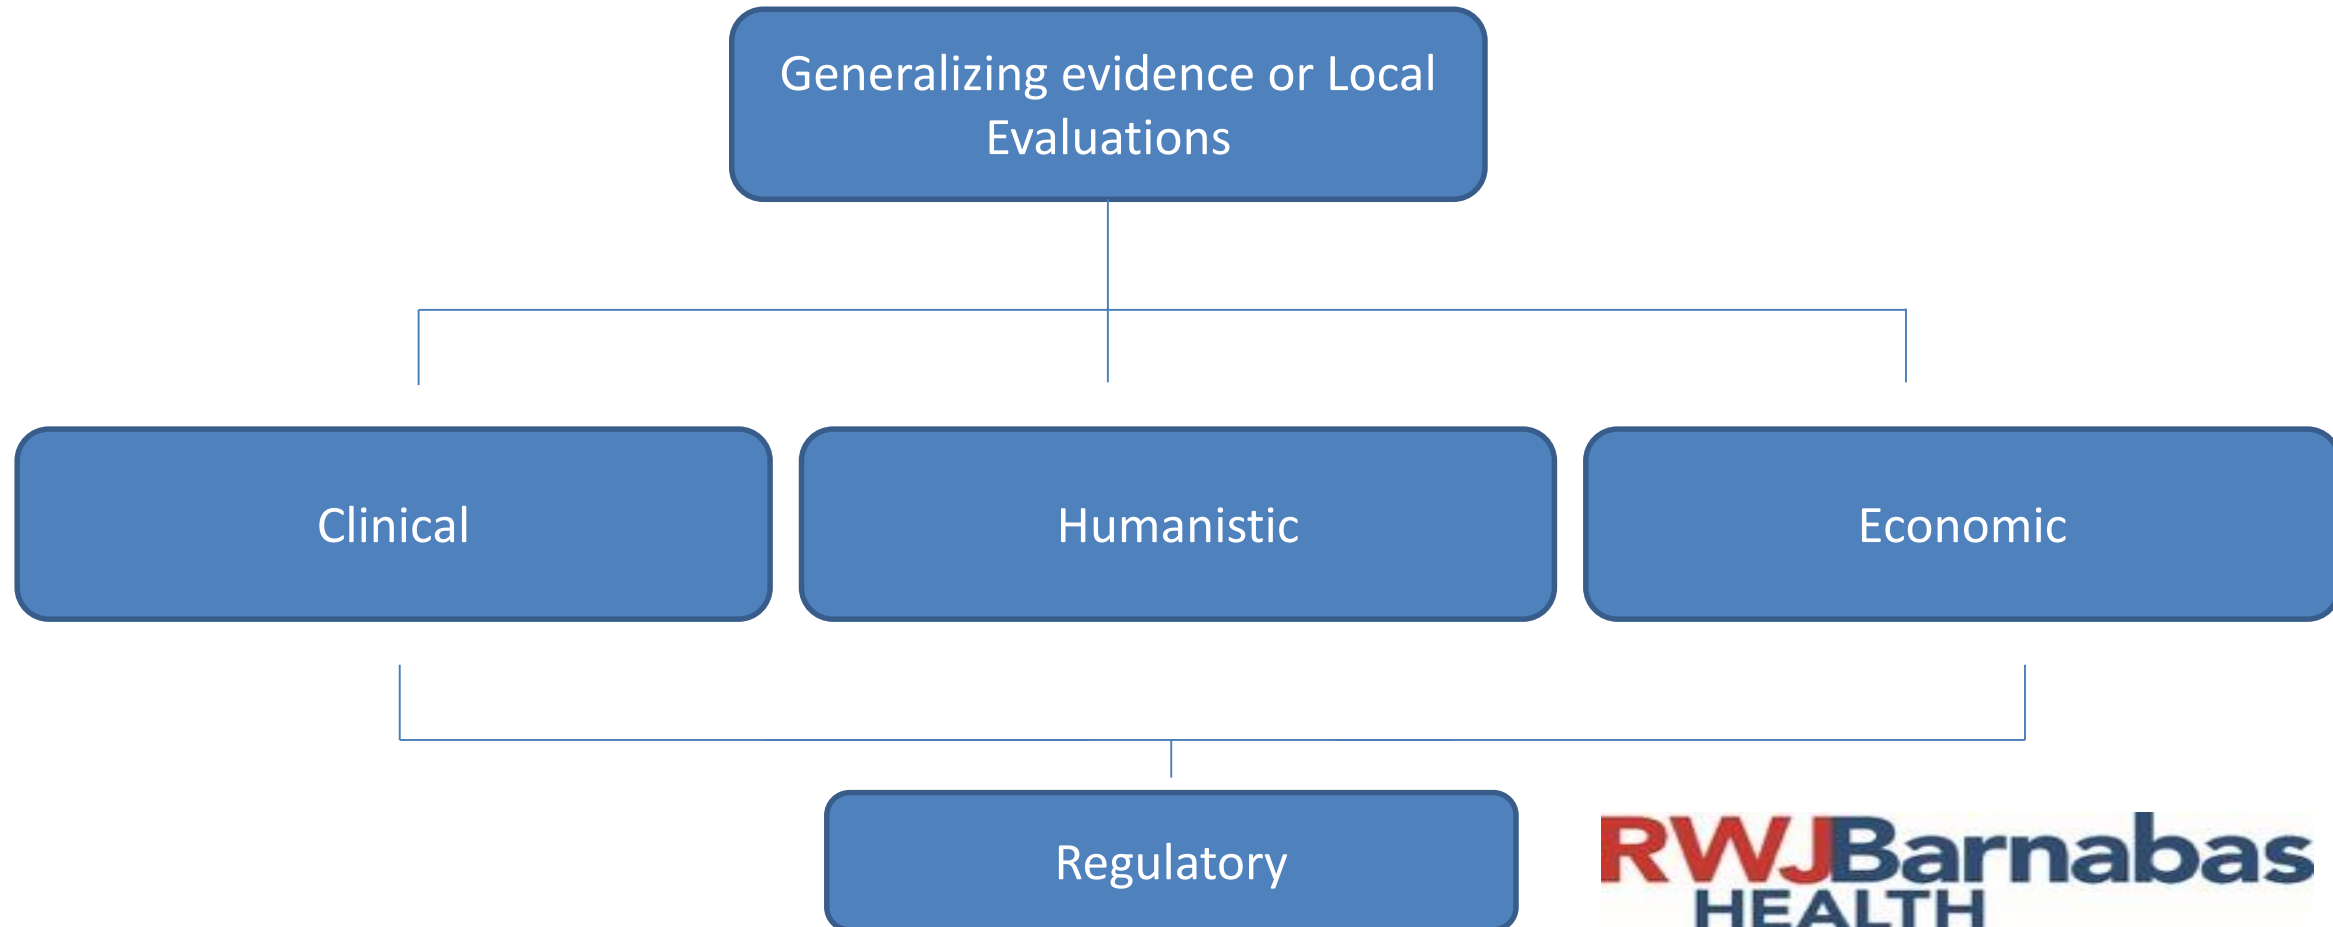 Generalizing evidence or Local
Evaluations
Clinical
Humanistic
Economic
Regulatory
RWJBarnabas
HEALTH